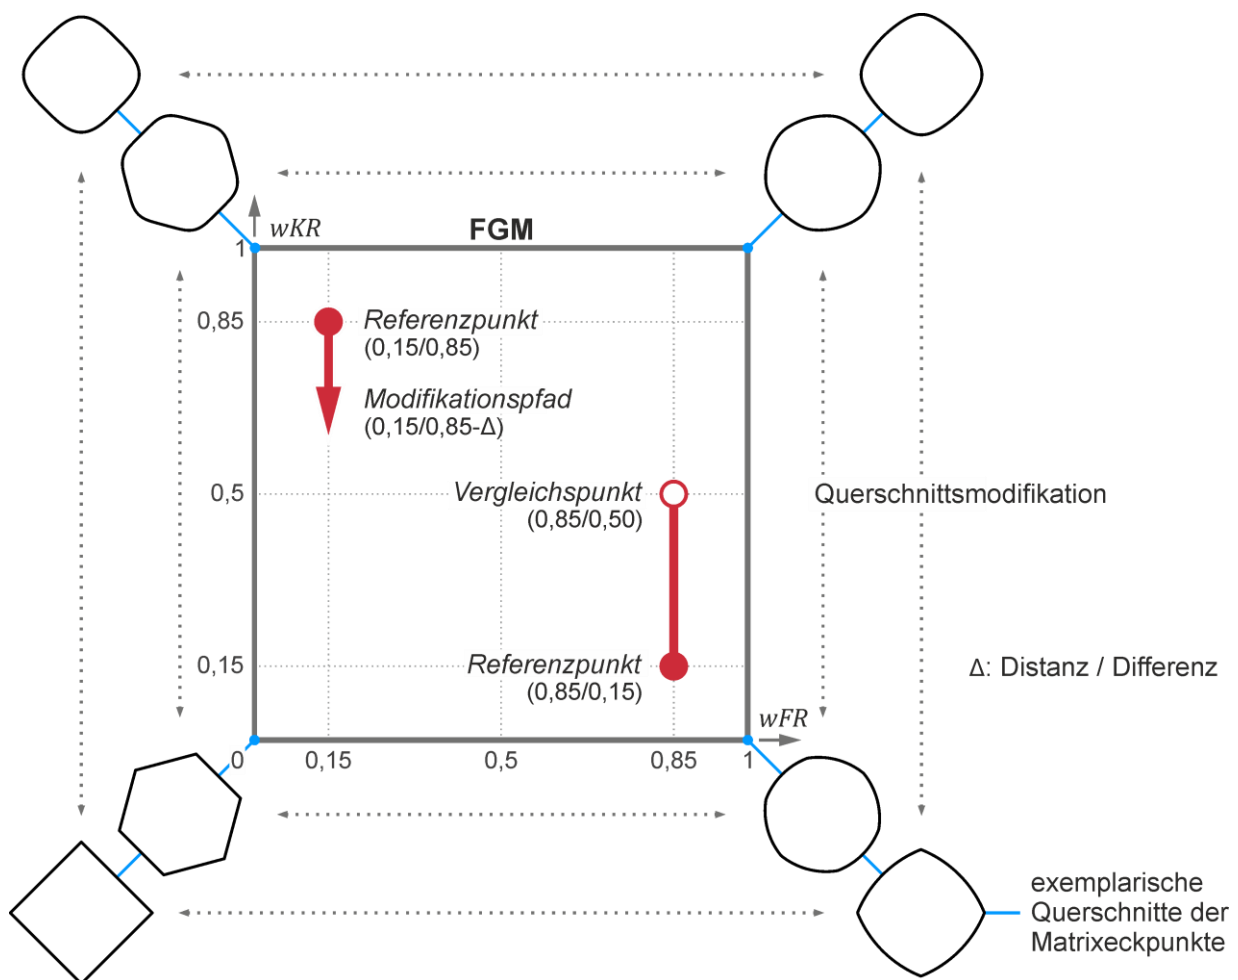 wKR
FGM
1
0,85
Referenzpunkt
(0,15/0,85)
Modifikationspfad
(0,15/0,85-Δ)
0,5
Vergleichspunkt
(0,85/0,50)
Querschnittsmodifikation
0,15
Referenzpunkt
(0,85/0,15)
Δ: Distanz / Differenz
wFR
0
0,15
0,5
0,85
1
exemplarische
Querschnitte der
Matrixeckpunkte